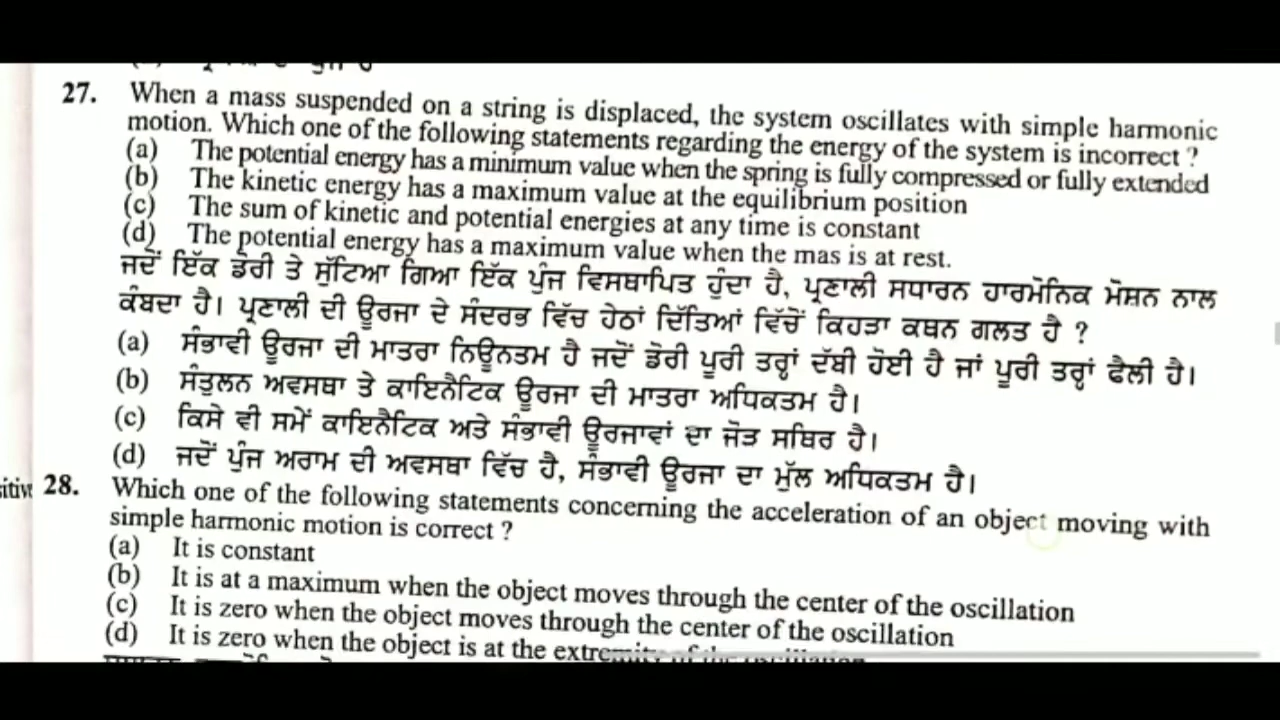 27. When a mass suspended on a string is displaced, the system oscillates with simple harmonic
motion. Which one of the following statements regarding the energy of the system is incorrect ?
(a) The potential energy has a minimum value when the spring is fully compressed or fully extended
(b) The kinetic energy has a maximum value at the equilibrium position
(c) The sum of kinetic and potential energies at any time is constant
(d) The potential energy has a maximum value when the mas is at rest.
ਜਦੋਂ ਇੱਕ ਡੋਰੀ ਤੇ ਸੁੱਟਿਆ ਗਿਆ ਇੱਕ ਪੁੰਜ ਵਿਸਥਾਪਿਤ ਹੁੰਦਾ ਹੈ, ਪ੍ਰਣਾਲੀ ਸਧਾਰਨ ਹਾਰਮੋਨਿਕ ਮੋਸ਼ਨ ਨਾਲ
ਕੰਬਦਾ ਹੈ। ਪ੍ਰਣਾਲੀ ਦੀ ਊਰਜਾ ਦੇ ਸੰਦਰਭ ਵਿੱਚ ਹੇਠਾਂ ਦਿੱਤਿਆਂ ਵਿੱਚੋਂ ਕਿਹੜਾ ਕਥਨ ਗਲਤ ਹੈ ?
(a) ਸੰਭਾਵੀ ਊਰਜਾ ਦੀ ਮਾਤਰਾ ਨਿਊਨਤਮ ਹੈ ਜਦੋਂ ਡੋਰੀ ਪੂਰੀ ਤਰ੍ਹਾਂ ਦੱਬੀ ਹੋਈ ਹੈ ਜਾਂ ਪੂਰੀ ਤਰ੍ਹਾਂ ਫੈਲੀ ਹੈ।
(b) ਸੰਤੁਲਨ ਅਵਸਥਾ ਤੇ ਕਾਇਨੈਟਿਕ ਊਰਜਾ ਦੀ ਮਾਤਰਾ ਅਧਿਕਤਮ ਹੈ।
(c) ਕਿਸੇ ਵੀ ਸਮੇਂ ਕਾਇਨੈਟਿਕ ਅਤੇ ਸੰਭਾਵੀ ਊਰਜਾਵਾਂ ਦਾ ਜੋੜ ਸਥਿਰ ਹੈ।
(d) ਜਦੋਂ ਪੁੰਜ ਅਰਾਮ ਦੀ ਅਵਸਥਾ ਵਿੱਚ ਹੈ, ਸੰਭਾਵੀ ਊਰਜਾ ਦਾ ਮੁੱਲ ਅਧਿਕਤਮ ਹੈ।
28. Which one of the following statements concerning the acceleration of an object moving with
simple harmonic motion is correct ?
(a) It is constant
(b) It is at a maximum when the object moves through the center of the oscillation
(c) It is zero when the object moves through the center of the oscillation
(d) It is zero when the object is at the extremity of the oscillation